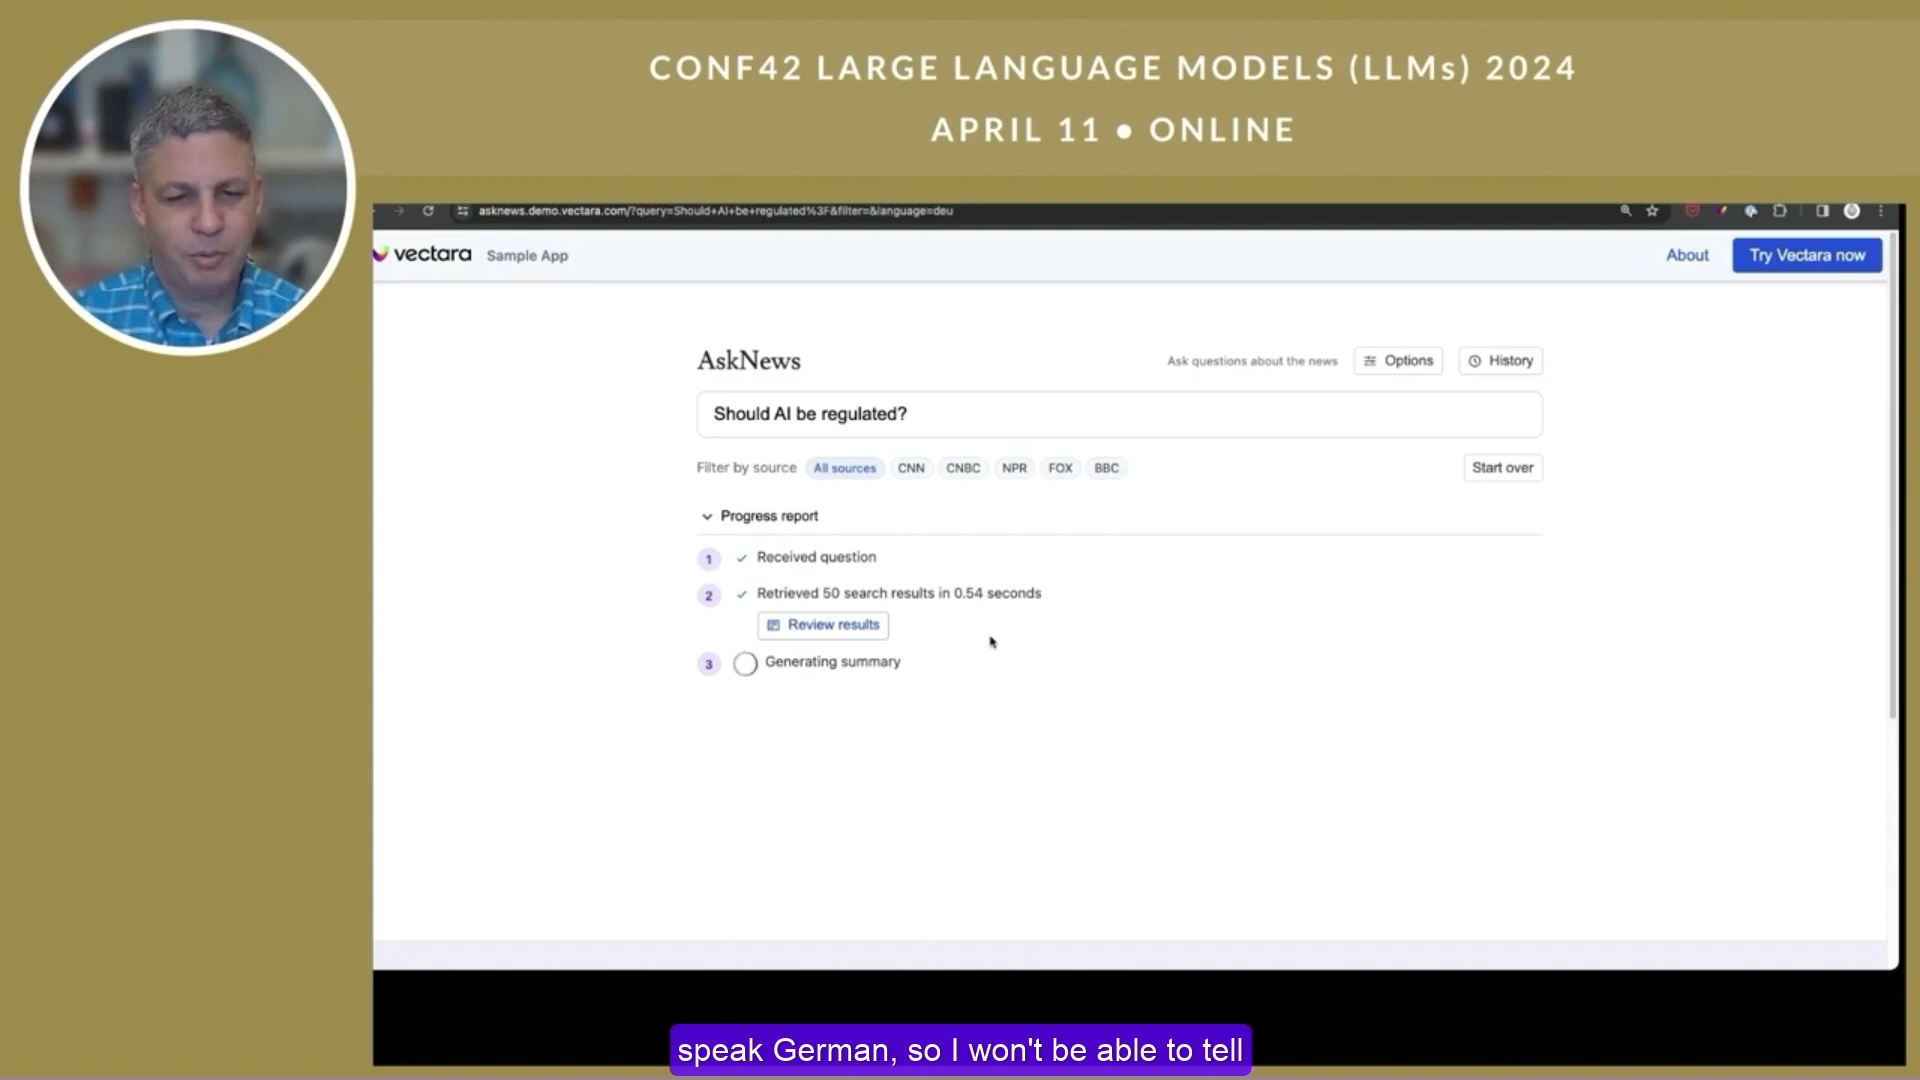 CONF42 LARGE LANGUAGE MODELS (LLMs) 2024
APRIL 11 • ONLINE
asknews.demo.vectara.com/?query=Should+AI+be+regulated%3F&filter=&language=deu
vectara Sample App About Try Vectara now
AskNews Ask questions about the news Options History
Should AI be regulated?
Filter by source All sources CNN CNBC NPR FOX BBC Start over
Progress report
1 Received question
2 Retrieved 50 search results in 0.54 seconds
Review results
3 Generating summary
speak German, so I won't be able to tell